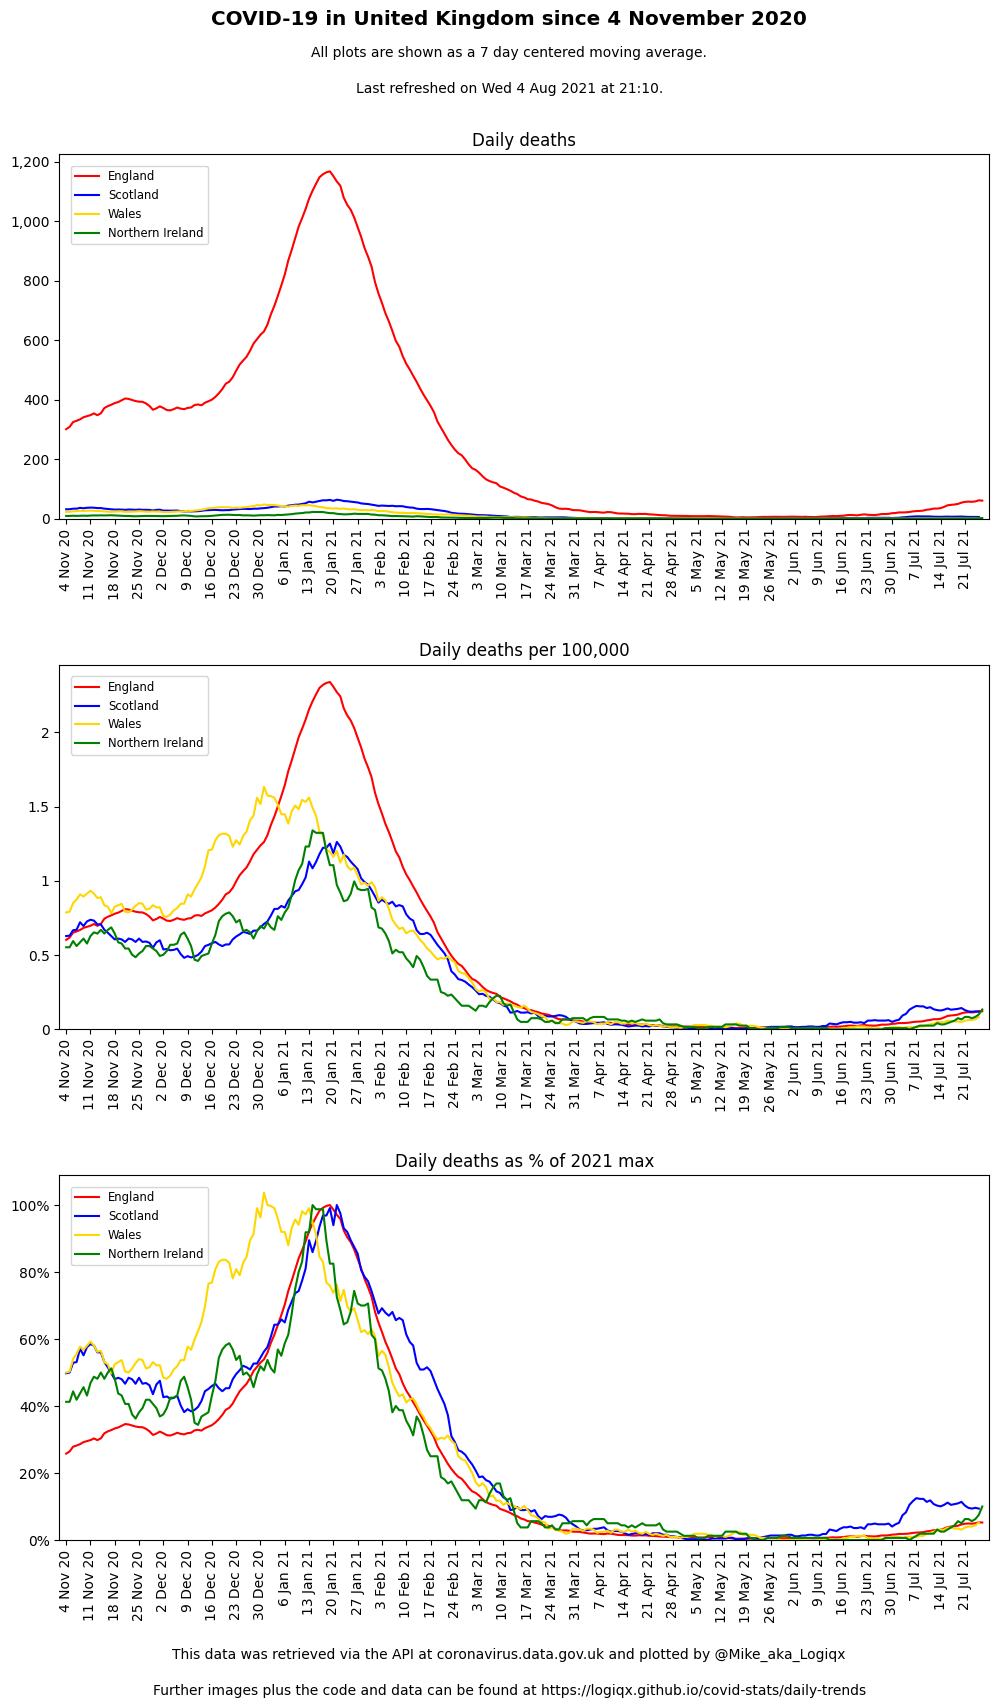 COVID-19 in United Kingdom since 4 November 2020
All plots are shown as a 7 day centered moving average.
Last refreshed on Wed 4 Aug 2021 at 21:10.
Daily deaths
1,200
1,000
800
600
400
200
0
England
Scotland
Wales
Northern Ireland
4 Nov 20
11 Nov 20
18 Nov 20
25 Nov 20
2 Dec 20
9 Dec 20
16 Dec 20
23 Dec 20
30 Dec 20
6 Jan 21
13 Jan 21
20 Jan 21
27 Jan 21
3 Feb 21
10 Feb 21
17 Feb 21
24 Feb 21
3 Mar 21
10 Mar 21
17 Mar 21
24 Mar 21
31 Mar 21
7 Apr 21
14 Apr 21
21 Apr 21
28 Apr 21
5 May 21
12 May 21
19 May 21
26 May 21
2 Jun 21
9 Jun 21
16 Jun 21
23 Jun 21
30 Jun 21
7 Jul 21
14 Jul 21
21 Jul 21
Daily deaths per 100,000
2
1.5
1
0.5
0
England
Scotland
Wales
Northern Ireland
4 Nov 20
11 Nov 20
18 Nov 20
25 Nov 20
2 Dec 20
9 Dec 20
16 Dec 20
23 Dec 20
30 Dec 20
6 Jan 21
13 Jan 21
20 Jan 21
27 Jan 21
3 Feb 21
10 Feb 21
17 Feb 21
24 Feb 21
3 Mar 21
10 Mar 21
17 Mar 21
24 Mar 21
31 Mar 21
7 Apr 21
14 Apr 21
21 Apr 21
28 Apr 21
5 May 21
12 May 21
19 May 21
26 May 21
2 Jun 21
9 Jun 21
16 Jun 21
23 Jun 21
30 Jun 21
7 Jul 21
14 Jul 21
21 Jul 21
Daily deaths as % of 2021 max
100%
80%
60%
40%
20%
0%
England
Scotland
Wales
Northern Ireland
4 Nov 20
11 Nov 20
18 Nov 20
25 Nov 20
2 Dec 20
9 Dec 20
16 Dec 20
23 Dec 20
30 Dec 20
6 Jan 21
13 Jan 21
20 Jan 21
27 Jan 21
3 Feb 21
10 Feb 21
17 Feb 21
24 Feb 21
3 Mar 21
10 Mar 21
17 Mar 21
24 Mar 21
31 Mar 21
7 Apr 21
14 Apr 21
21 Apr 21
28 Apr 21
5 May 21
12 May 21
19 May 21
26 May 21
2 Jun 21
9 Jun 21
16 Jun 21
23 Jun 21
30 Jun 21
7 Jul 21
14 Jul 21
21 Jul 21
This data was retrieved via the API at coronavirus.data.gov.uk and plotted by @Mike_aka_Logiqx
Further images plus the code and data can be found at https://logiqx.github.io/covid-stats/daily-trends